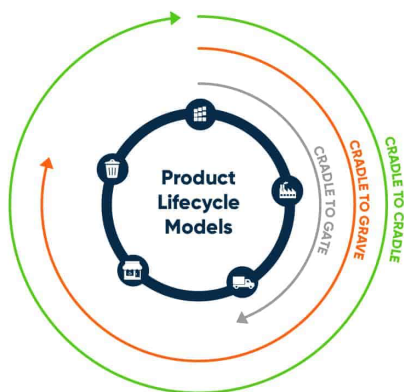 Product
Lifecycle
Models
CRADLE TO GATE
CRADLE TO GRAVE
CRADLE TO CRADLE